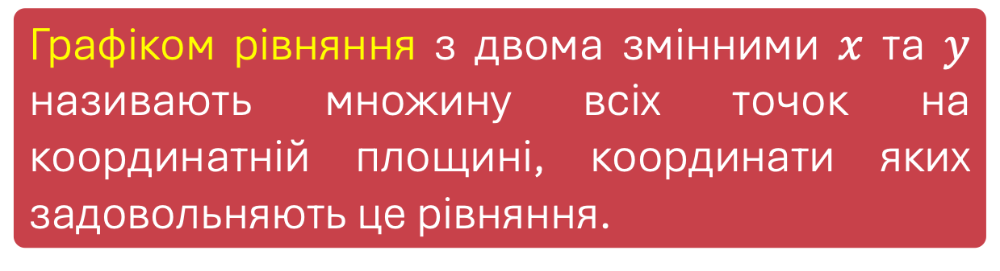 Графіком рівняння з двома змінними x та y
називають множину всіх точок на
координатній площині, координати яких
задовольняють це рівняння.